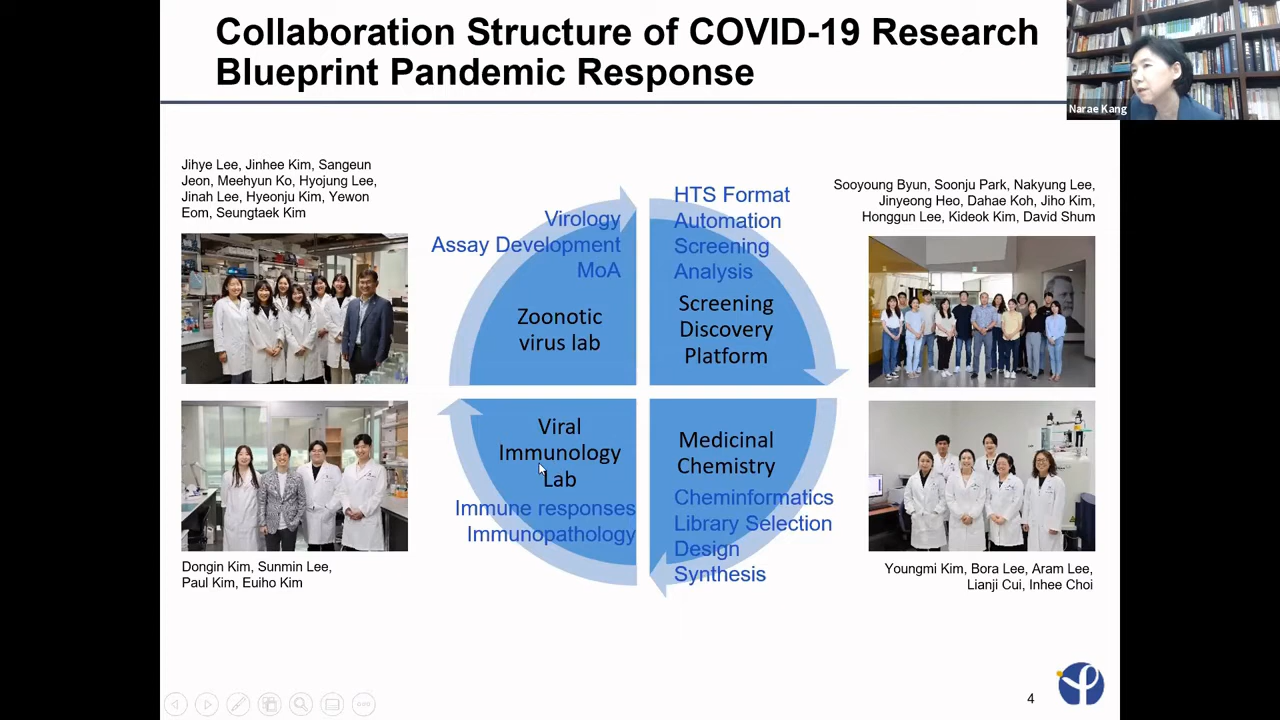 Collaboration Structure of COVID-19 Research
Blueprint Pandemic Response
Narae Kang
Jihye Lee, Jinhee Kim, Sangeun
Jeon, Meehyun Ko, Hyojung Lee,
Jinah Lee, Hyeonju Kim, Yewon
Eom, Seungtaek Kim
Sooyoung Byun, Soonju Park, Nakyung Lee,
Jinyeong Heo, Dahae Koh, Jiho Kim,
Honggun Lee, Kideok Kim, David Shum
Virology
Assay Development
MoA
Zoonotic
virus lab
HTS Format
Automation
Screening
Analysis
Screening
Discovery
Platform
Viral
Immunology
Lab
Immune responses
Immunopathology
Medicinal
Chemistry
Cheminformatics
Library Selection
Design
Synthesis
Dongin Kim, Sunmin Lee,
Paul Kim, Euiho Kim
Youngmi Kim, Bora Lee, Aram Lee,
Lianji Cui, Inhee Choi
4